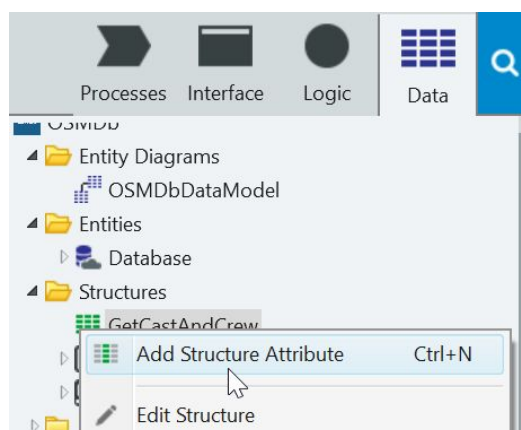 Processes Interface Logic Data
OSMDb
Entity Diagrams
OSMDbDataModel
Entities
Database
Structures
GetCastAndCrew
Add Structure Attribute Ctrl+N
Edit Structure